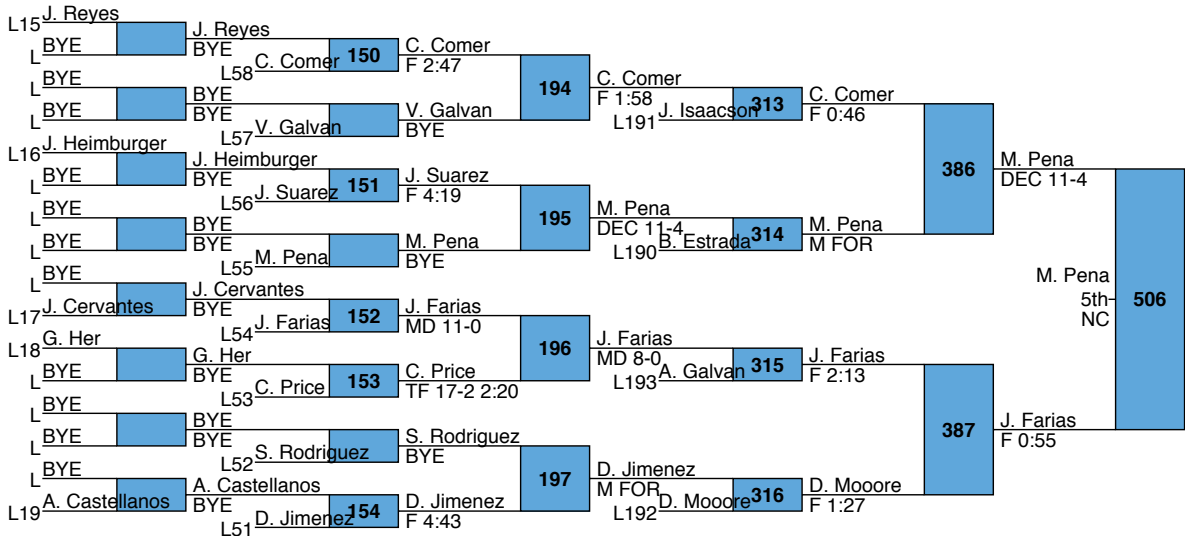 L15 J. Reyes
L BYE
L BYE
L BYE
L16 J. Heimburger
L BYE
L BYE
L BYE
L BYE
L17 J. Cervantes
L18 G. Her
L BYE
L BYE
L BYE
L BYE
L19 A. Castellanos
J. Reyes
BYE
L58 C. Comer
150
BYE
BYE
L57 V. Galvan
J. Heimburger
BYE
L56 J. Suarez
151
BYE
BYE
L55 M. Pena
J. Cervantes
BYE
L54 J. Farias
152
G. Her
BYE
L53 C. Price
153
BYE
BYE
L52 S. Rodriguez
A. Castellanos
BYE
L51 D. Jimenez
154
C. Comer
F 2:47
194
V. Galvan
BYE
J. Suarez
F 4:19
195
M. Pena
BYE
J. Farias
MD 11-0
196
C. Price
TF 17-2 2:20
S. Rodriguez
BYE
197
D. Jimenez
F 4:43
C. Comer
F 1:58
L191 J. Isaacson
313
M. Pena
DEC 11-4
L190 B. Estrada
314
J. Farias
MD 8-0
L193 A. Galvan
315
D. Jimenez
M FOR
L192 D. Mooore
316
C. Comer
F 0:46
386
M. Pena
M FOR
J. Farias
F 2:13
387
D. Mooore
F 1:27
M. Pena
DEC 11-4
M. Pena
5th
NC
506
J. Farias
F 0:55